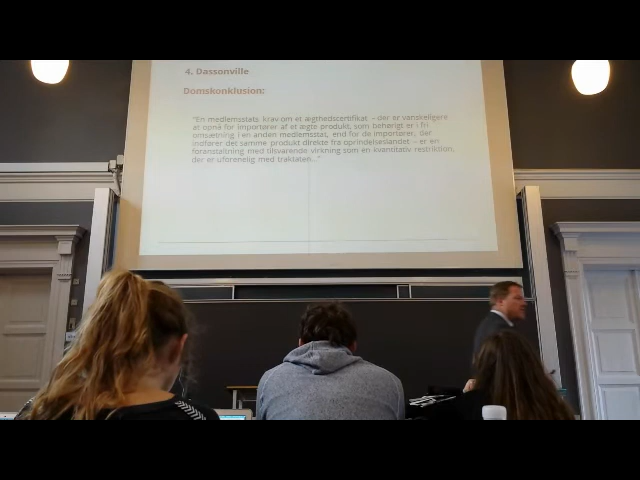 4. Dassonville
Domskonklusion:
"En medlemsstats krav om et ægthedscertifikat – der er vanskeligere
at opnå for importører af et ægte produkt, som behørigt er i fri
omsætning i en anden medlemsstat, end for de importører, der
indfører det samme produkt direkte fra oprindelseslandet – er en
foranstaltning med tilsvarende virkning som en kvantitativ restriktion,
der er uforenelig med traktaten..."